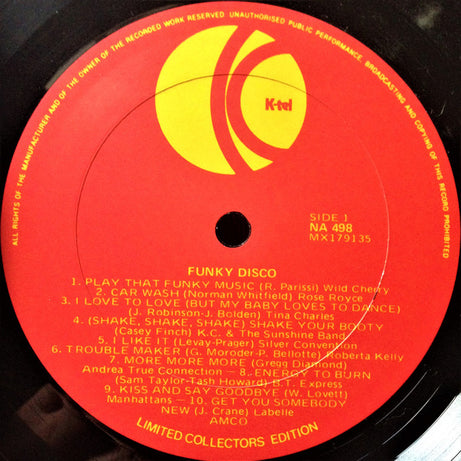 ALL RIGHTS OF THE MANUFACTURER AND OF THE OWNER OF THE RECORDED WORK RESERVED UNAUTHORISED PUBLIC PERFORMANCE, BROADCASTING AND COPYING OF THIS RECORD PROHIBITED
K-tel
SIDE 1
NA 498
MX179135
FUNKY DISCO
1. PLAY THAT FUNKY MUSIC (R. Parissi) Wild Cherry
2. CAR WASH (Norman Whitfield) Rose Royce
3. I LOVE TO LOVE (BUT MY BABY LOVES TO DANCE)
(J. Robinson-J. Bolden) Tina Charles
4. (SHAKE, SHAKE, SHAKE) SHAKE YOUR BOOTY
(Casey Finch) K.C. & The Sunshine Band
5. I LIKE IT (Levay-Prager) Silver Convention
6. TROUBLE MAKER (G. Moroder-P. Bellotte) Roberta Kelly
7. MORE MORE MORE (Gregg Diamond)
Andrea True Connection — 8. ENERGY TO BURN
(Sam Taylor-Tash Howard) B.T. Express
9. KISS AND SAY GOODBYE (W. Lovett)
Manhattans — 10. GET YOU SOMEBODY
NEW (J. Crane) Labelle
AMCO
LIMITED COLLECTORS EDITION